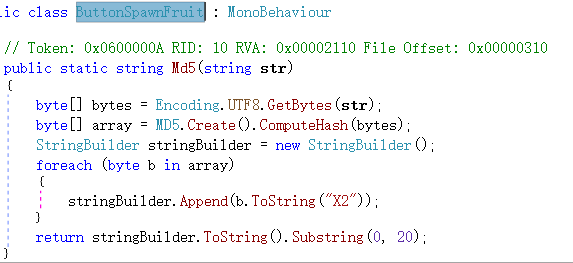 lic class ButtonSpawnFruit : MonoBehaviour
// Token: 0x0600000A RID: 10 RVA: 0x00002110 File Offset: 0x00000310
public static string Md5(string str)
{
byte[] bytes = Encoding.UTF8.GetBytes(str);
byte[] array = MD5.Create().ComputeHash(bytes);
StringBuilder stringBuilder = new StringBuilder();
foreach (byte b in array)
{
stringBuilder.Append(b.ToString("X2"));
}
return stringBuilder.ToString().Substring(0, 20);
}